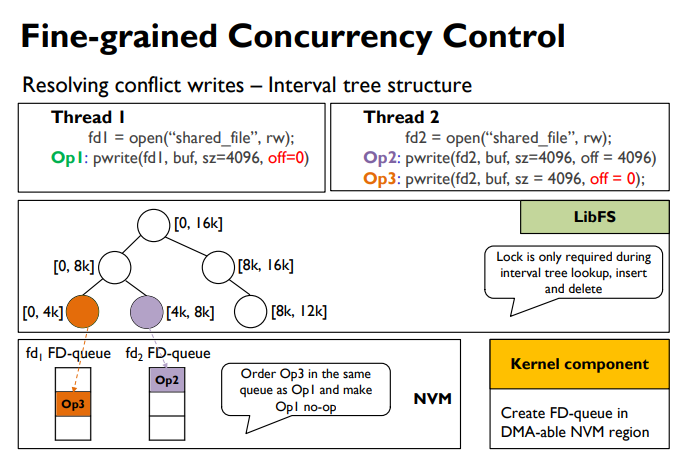 Fine-grained Concurrency Control
Resolving conflict writes – Interval tree structure
Thread 1
fd1 = open(“shared_file”, rw);
Op1: pwrite(fd1, buf, sz=4096, off=0)
Thread 2
fd2 = open(“shared_file”, rw);
Op2: pwrite(fd2, buf, sz=4096, off = 4096)
Op3: pwrite(fd2, buf, sz = 4096, off = 0);
LibFS
[0, 16k]
[0, 8k]
[8k, 16k]
[0, 4k]
[4k, 8k]
[8k, 12k]
Lock is only required during
interval tree lookup, insert
and delete
fd1 FD-queue
fd2 FD-queue
Op2
Op3
Order Op3 in the same
queue as Op1 and make
Op1 no-op
NVM
Kernel component
Create FD-queue in
DMA-able NVM region